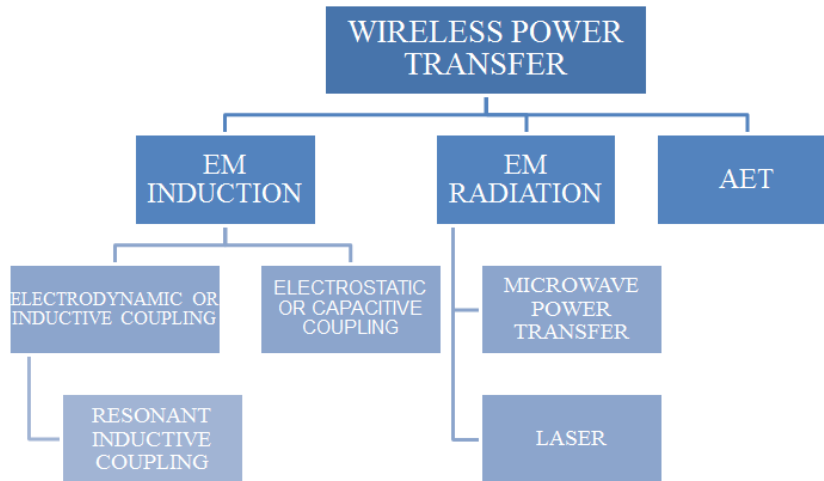 WIRELESS POWER
TRANSFER
EM
INDUCTION
EM
RADIATION
AET
ELECTRODYNAMIC OR
INDUCTIVE COUPLING
ELECTROSTATIC
OR CAPACITIVE
COUPLING
MICROWAVE
POWER
TRANSFER
RESONANT
INDUCTIVE
COUPLING
LASER